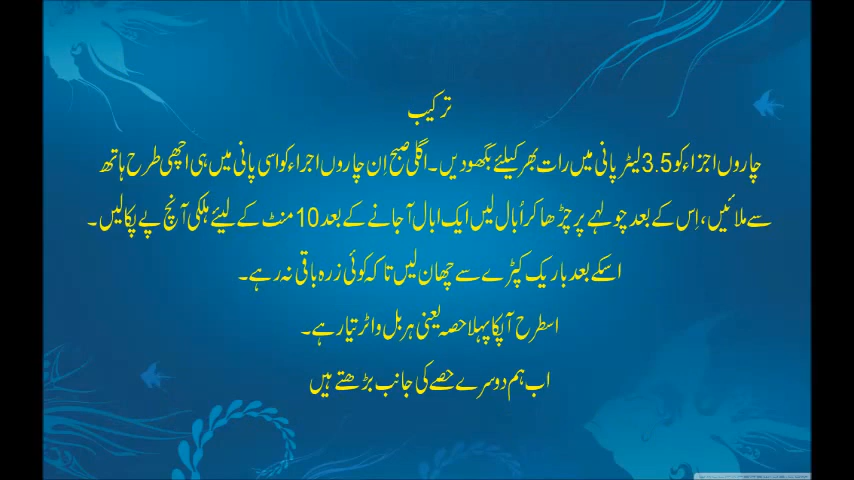 ترکیب
چاروں اجزاء کو 3.5 لیٹر پانی میں رات بھر کیلئے بگھودیں۔ اگلی صبح اِن چاروں اجراء کو اسی پانی میں ہی اچھی طرح ہاتھ
سے ملائیں، اِس کے بعد چولہے پر چڑھا کر اُبال لیں ایک ابال آ جانے کے بعد 10 منٹ کے لیئے ہلکی آنچ پے پکالیں۔
اسکے بعد باریک کپڑے سے چھان لیں تا کہ کوئی زرہ باقی نہ رہے۔
اسطرح آپکا پہلا حصہ یعنی ہربل واٹر تیار ہے۔
اب ہم دوسرے حصے کی جانب بڑھتے ہیں